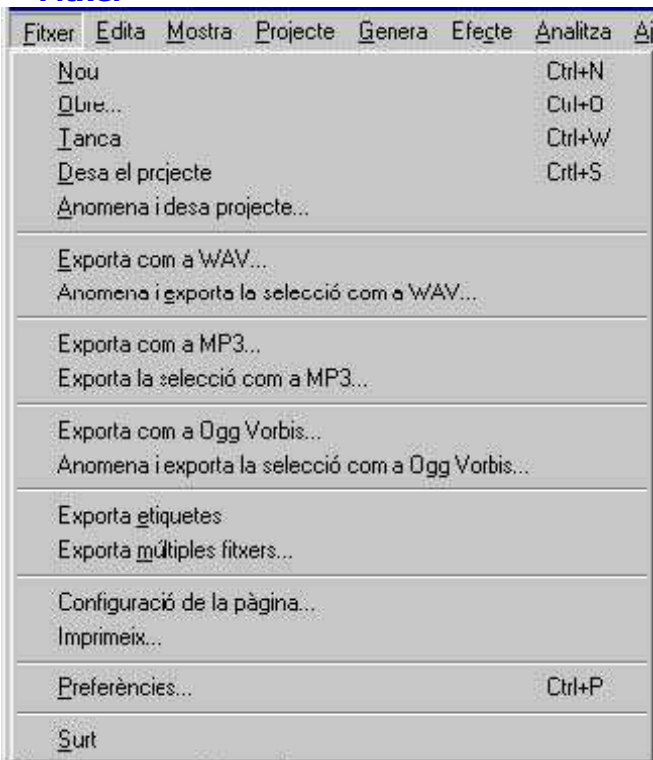 Fitxer Edita Mostra Projecte Genera Efecte Analitza
Nou Ctrl+N
Obre... Ctrl+O
Tanca Ctrl+W
Desa el projecte Crtl+S
Anomena i desa projecte...
Exporta com a WAV...
Anomena i exporta la selecció com a WAV...
Exporta com a MP3...
Exporta la selecció com a MP3...
Exporta com a Ogg Vorbis...
Anomena i exporta la selecció com a Ogg Vorbis...
Exporta etiquetes
Exporta múltiples fitxers...
Configuració de la pàgina...
Imprimeix...
Preferències... Ctrl+P
Surt